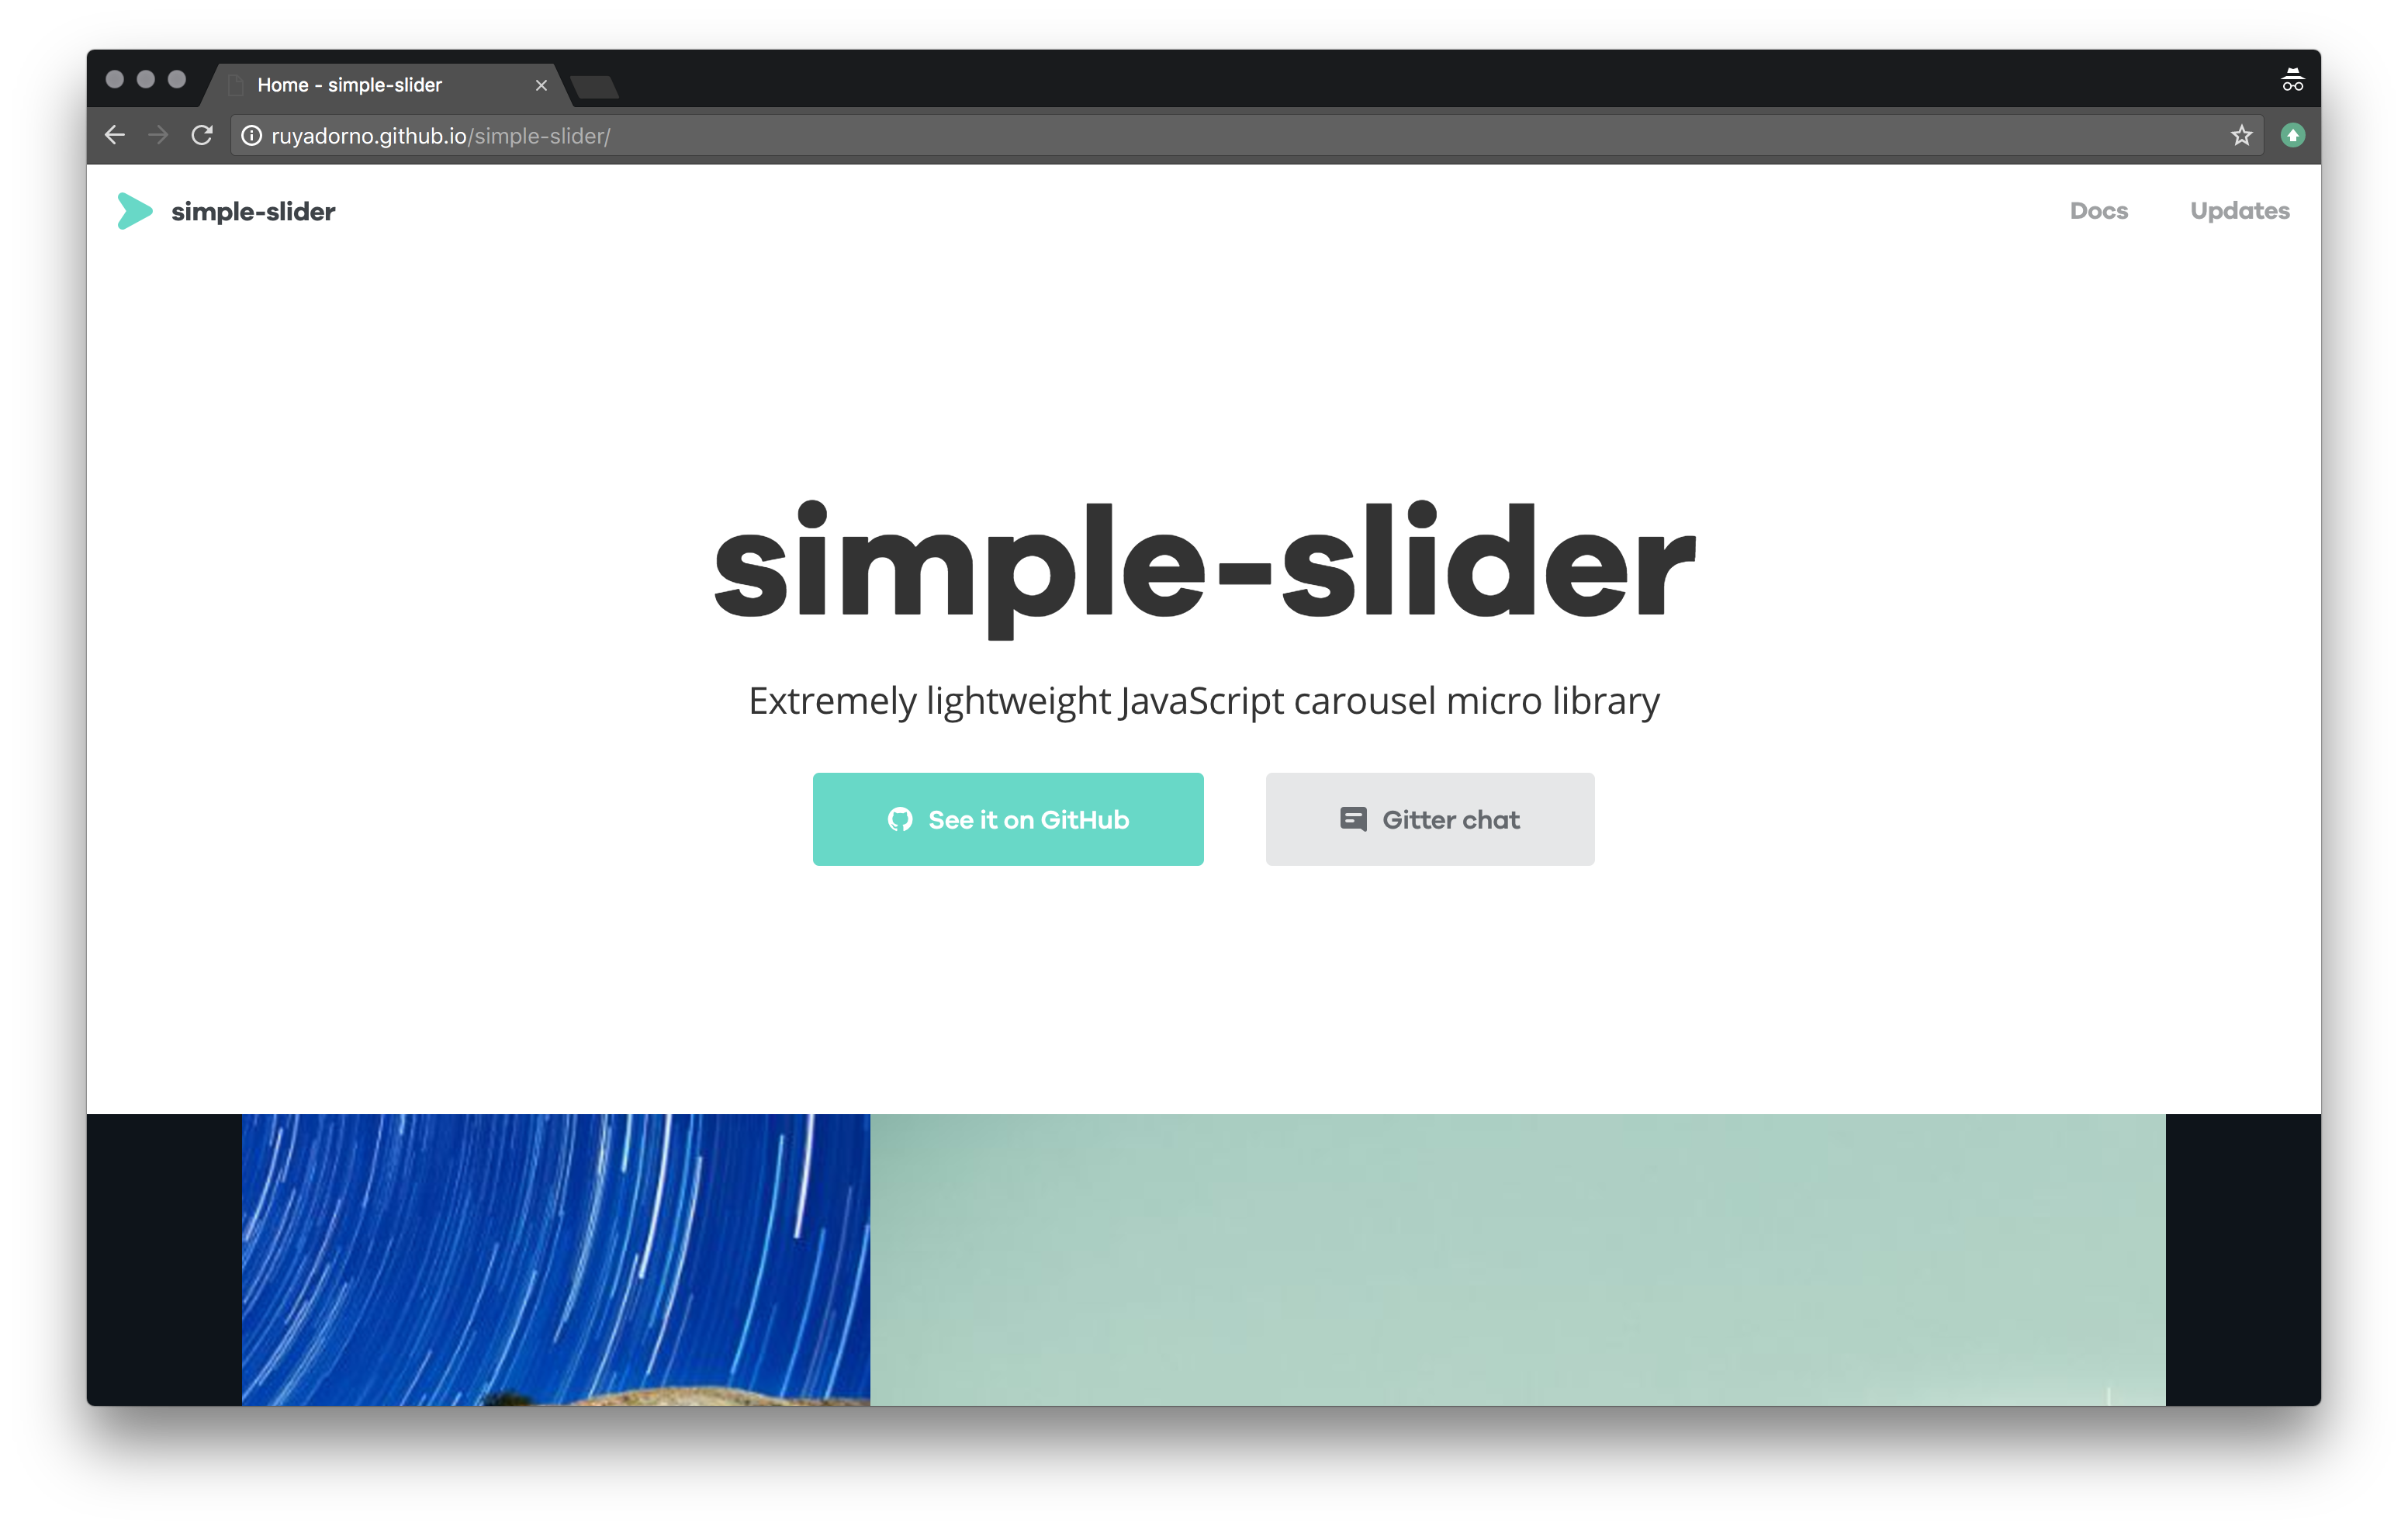 Home - simple-slider
ruyadorno.github.io/simple-slider/
simple-slider
Docs
Updates
simple-slider
Extremely lightweight JavaScript carousel micro library
See it on GitHub
Gitter chat